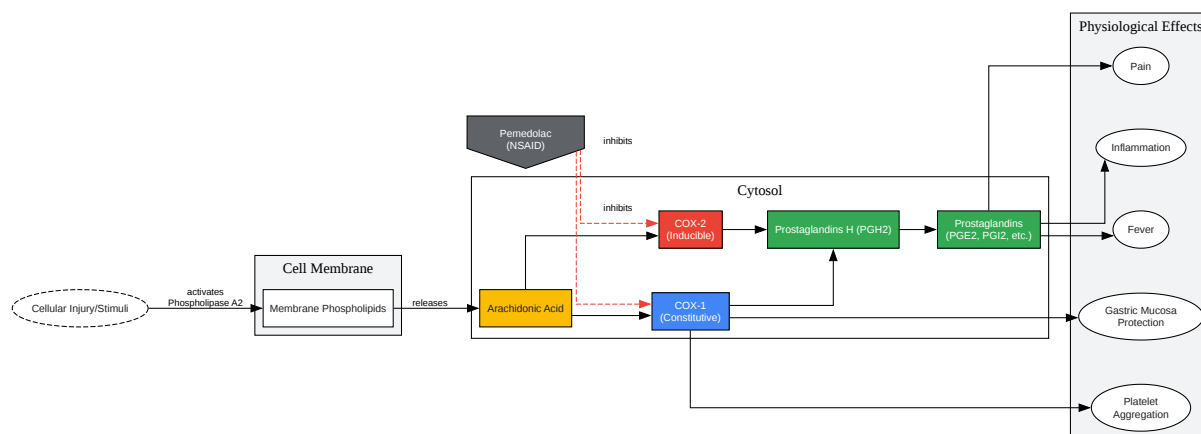 Physiological Effects
Pain
Pemedolac
(NSAID)
inhibits
Inflammation
Cytosol
inhibits
COX-2
(Inducible)
Prostaglandins H (PGH2)
Prostaglandins
(PGE2, PGI2, etc.)
Fever
Cell Membrane
Cellular Injury/Stimuli
activates
Phospholipase A2
Membrane Phospholipids
releases
Arachidonic Acid
COX-1
(Constitutive)
Gastric Mucosa
Protection
Platelet
Aggregation